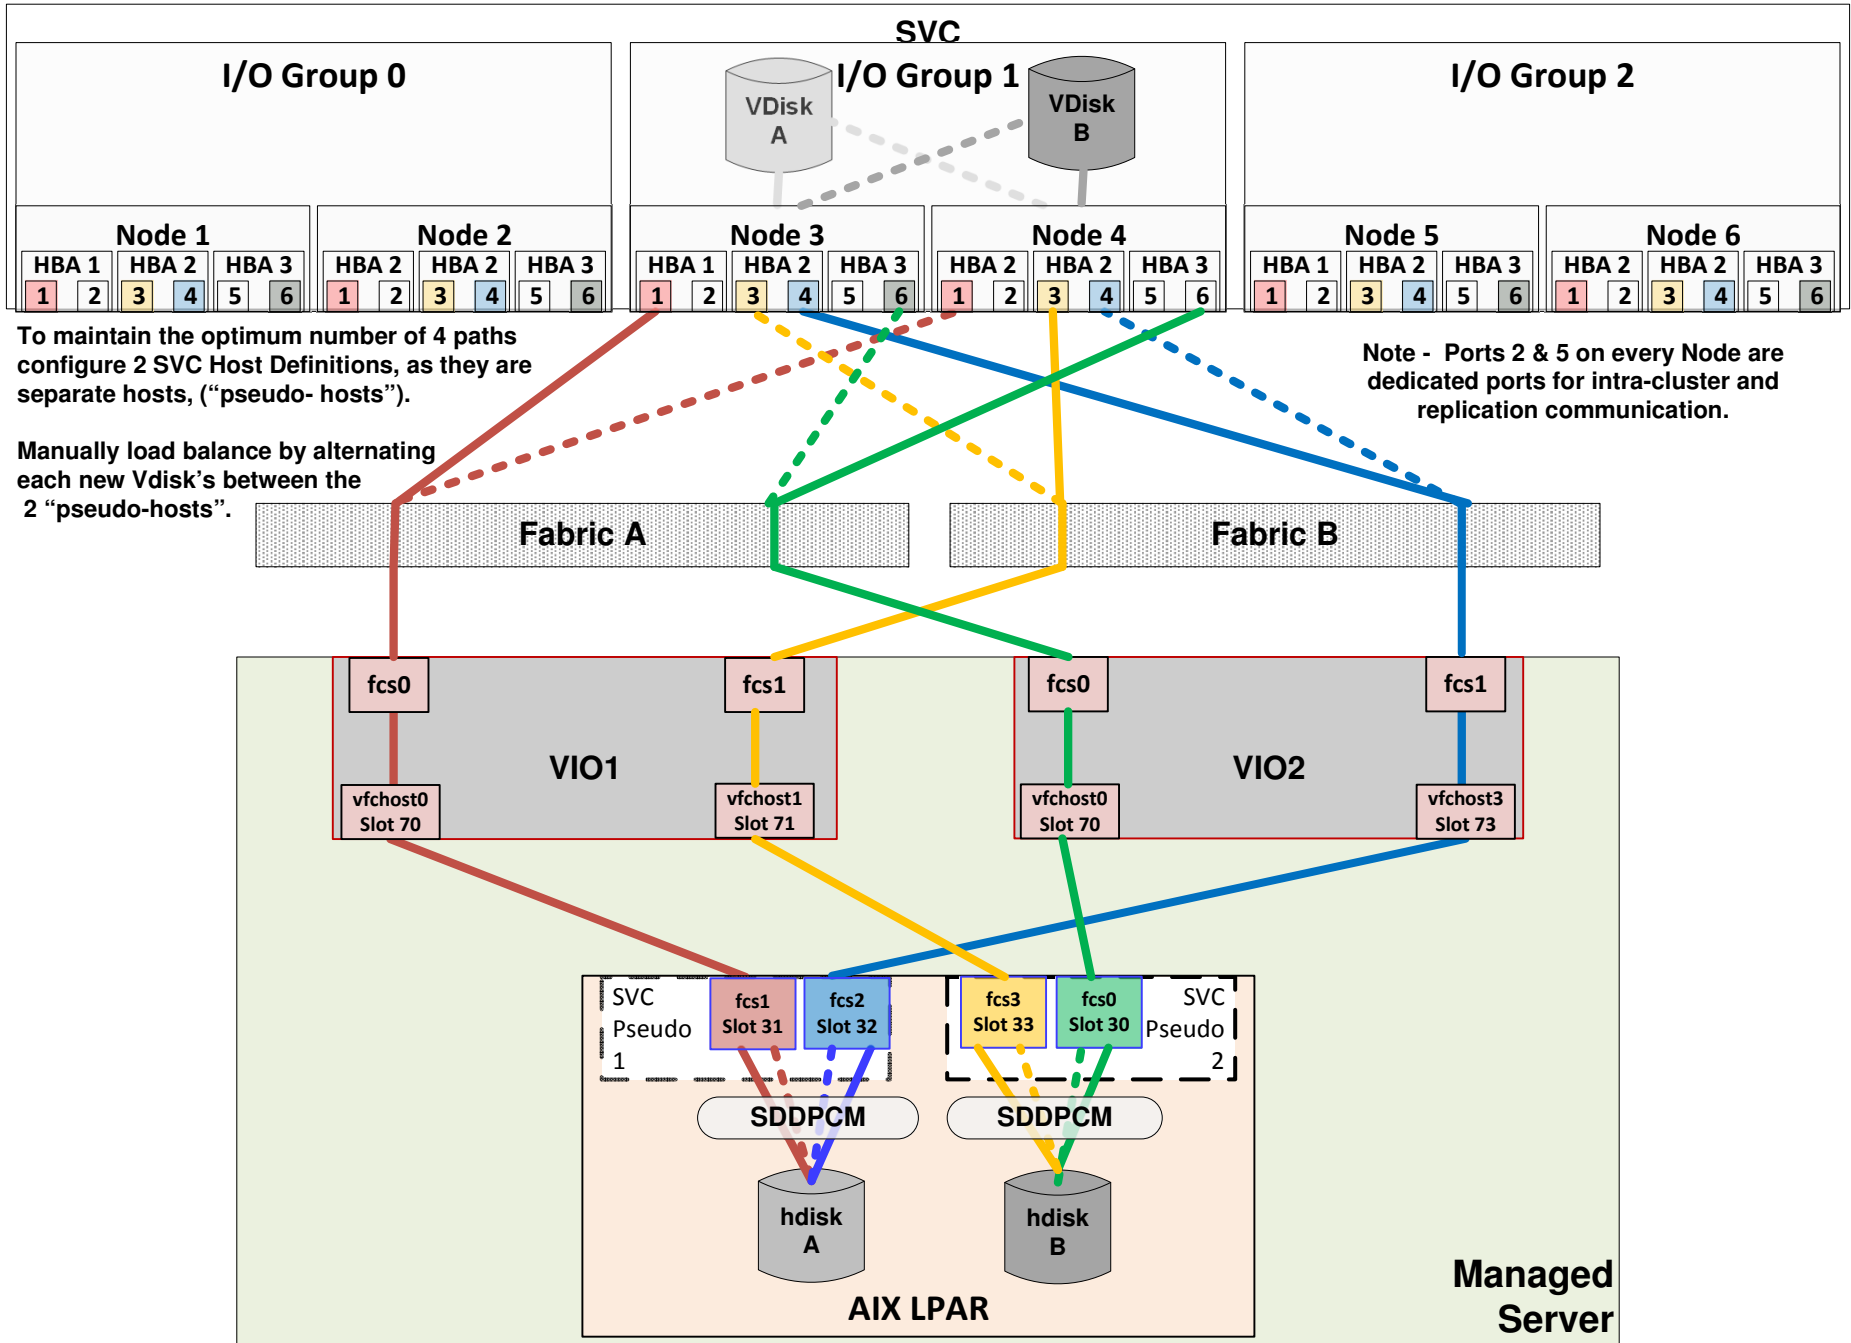 SVC
I/O Group 0
I/O Group 1
I/O Group 2
VDisk
A
VDisk
B
Node 1
Node 2
Node 3
Node 4
Node 5
Node 6
HBA 1 HBA 2 HBA 3
HBA 2 HBA 2 HBA 3
HBA 1 HBA 2 HBA 3
HBA 2 HBA 2 HBA 3
HBA 1 HBA 2 HBA 3
HBA 2 HBA 2 HBA 3
1 2 3 4 5 6
1 2 3 4 5 6
1 2 3 4 5 6
1 2 3 4 5 6
1 2 3 4 5 6
1 2 3 4 5 6
To maintain the optimum number of 4 paths
configure 2 SVC Host Definitions, as they are
separate hosts, (“pseudo- hosts”).
Manually load balance by alternating
each new Vdisk’s between the
2 “pseudo-hosts”.
Note - Ports 2 & 5 on every Node are
dedicated ports for intra-cluster and
replication communication.
Fabric A
Fabric B
fcs0
fcs1
fcs0
fcs1
VIO1
VIO2
vfchost0
Slot 70
vfchost1
Slot 71
vfchost0
Slot 70
vfchost3
Slot 73
SVC
Pseudo
1
fcs1
Slot 31
fcs2
Slot 32
fcs3
Slot 33
fcs0
Slot 30
SVC
Pseudo
2
SDDPCM
SDDPCM
hdisk
A
hdisk
B
AIX LPAR
Managed
Server